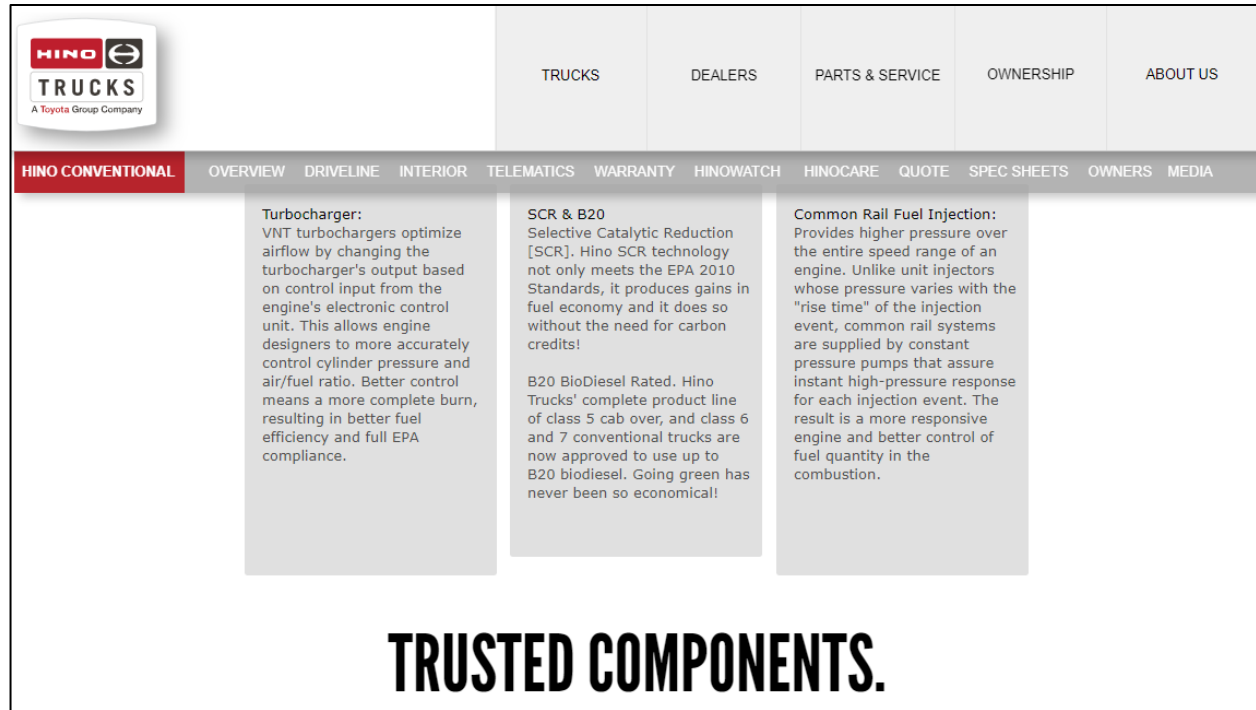 HINO
TRUCKS
A Toyota Group Company
TRUCKS
DEALERS
PARTS & SERVICE
OWNERSHIP
ABOUT US
HINO CONVENTIONAL
OVERVIEW
DRIVELINE
INTERIOR
TELEMATICS
WARRANTY
HINOWATCH
HINOCARE
QUOTE
SPEC SHEETS
OWNERS
MEDIA
Turbocharger:
VNT turbochargers optimize
airflow by changing the
turbocharger's output based
on control input from the
engine's electronic control
unit. This allows engine
designers to more accurately
control cylinder pressure and
air/fuel ratio. Better control
means a more complete burn,
resulting in better fuel
efficiency and full EPA
compliance.
SCR & B20
Selective Catalytic Reduction
[SCR]. Hino SCR technology
not only meets the EPA 2010
Standards, it produces gains in
fuel economy and it does so
without the need for carbon
credits!
B20 BioDiesel Rated. Hino
Trucks' complete product line
of class 5 cab over, and class 6
and 7 conventional trucks are
now approved to use up to
B20 biodiesel. Going green has
never been so economical!
Common Rail Fuel Injection:
Provides higher pressure over
the entire speed range of an
engine. Unlike unit injectors
whose pressure varies with the
"rise time" of the injection
event, common rail systems
are supplied by constant
pressure pumps that assure
instant high-pressure response
for each injection event. The
result is a more responsive
engine and better control of
fuel quantity in the
combustion.
TRUSTED COMPONENTS.